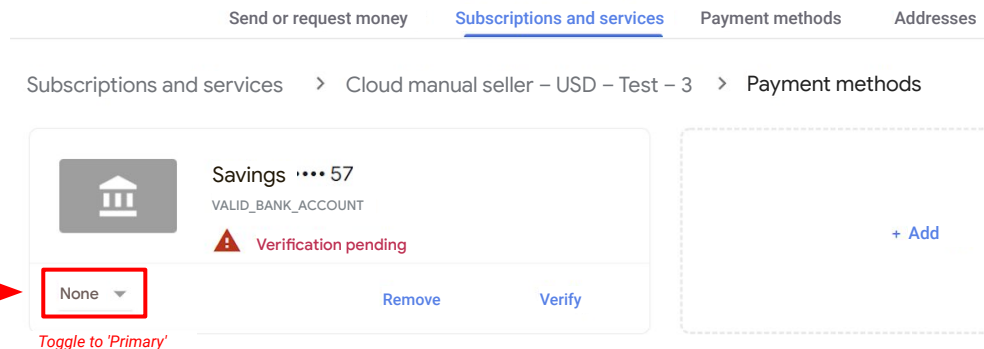 Send or request money Subscriptions and services Payment methods Addresses
Subscriptions and services > Cloud manual seller – USD – Test – 3 > Payment methods
Savings •••• 57
VALID_BANK_ACCOUNT
Verification pending
+ Add
None Remove Verify
Toggle to 'Primary'